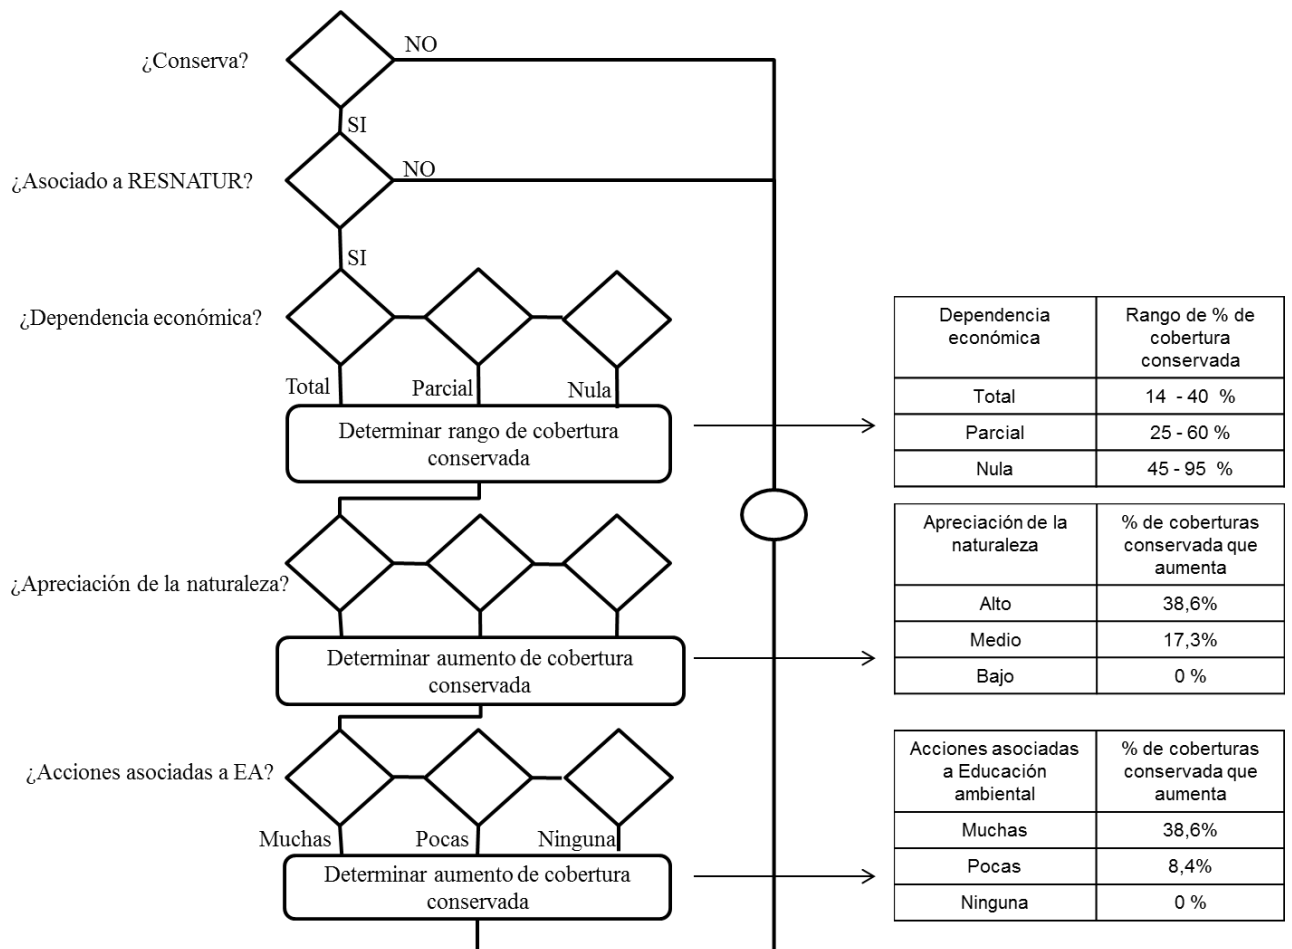 ¿Conserva?
NO
SI
¿Asociado a RESNATUR?
NO
SI
¿Dependencia económica?
Total
Parcial
Nula
Determinar rango de cobertura
conservada
Dependencia
económica
Rango de % de
cobertura
conservada
Total
14 - 40 %
Parcial
25 - 60 %
Nula
45 - 95 %
¿Apreciación de la naturaleza?
Determinar aumento de cobertura
conservada
Apreciación de la
naturaleza
% de coberturas
conservada que
aumenta
Alto
38,6%
Medio
17,3%
Bajo
0 %
¿Acciones asociadas a EA?
Muchas
Pocas
Ninguna
Determinar aumento de cobertura
conservada
Acciones asociadas
a Educación
ambiental
% de coberturas
conservada que
aumenta
Muchas
38,6%
Pocas
8,4%
Ninguna
0 %